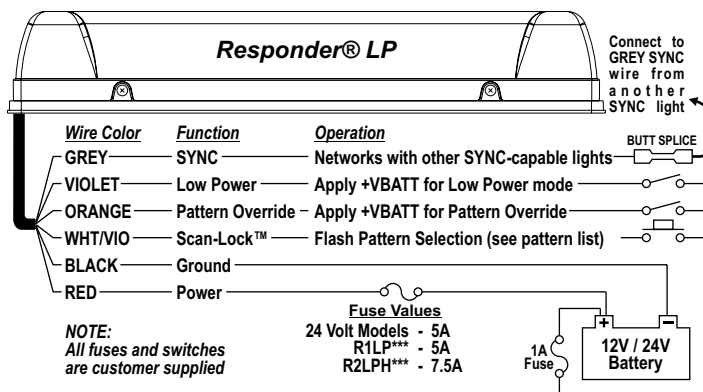 Responder® LP
Connect to
GREY SYNC
wire from
another
SYNC light
Wire Color Function Operation
BUTT SPLICE
GREY SYNC Networks with other SYNC-capable lights
VIOLET Low Power Apply +VBATT for Low Power mode
ORANGE Pattern Override Apply +VBATT for Pattern Override
WHT/VIO Scan-Lock™ Flash Pattern Selection (see pattern list)
BLACK Ground
RED Power
Fuse Values
24 Volt Models - 5A
R1LP*** - 5A
R2LPH*** - 7.5A
NOTE:
All fuses and switches
are customer supplied
1A
Fuse
+ −
12V / 24V
Battery